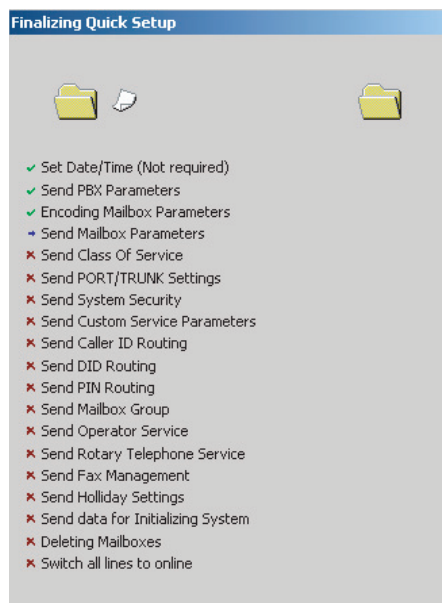 Finalizing Quick Setup
Set Date/Time (Not required)
Send PBX Parameters
Encoding Mailbox Parameters
Send Mailbox Parameters
Send Class Of Service
Send PORT/TRUNK Settings
Send System Security
Send Custom Service Parameters
Send Caller ID Routing
Send DID Routing
Send PIN Routing
Send Mailbox Group
Send Operator Service
Send Rotary Telephone Service
Send Fax Management
Send Holliday Settings
Send data for Initializing System
Deleting Mailboxes
Switch all lines to online